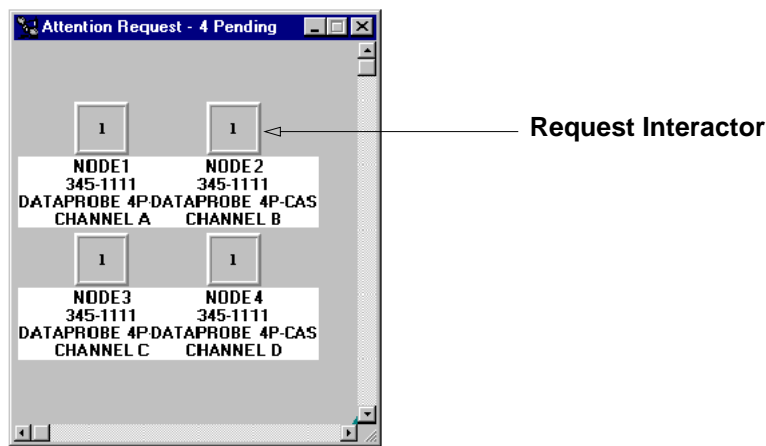 Attention Request - 4 Pending
Request Interactor
1 1
NODE1 NODE2
345-1111 345-1111
DATAPROBE 4P-DATAPROBE 4P-CAS
CHANNEL A CHANNEL B
1 1
NODE3 NODE4
345-1111 345-1111
DATAPROBE 4P-DATAPROBE 4P-CAS
CHANNEL C CHANNEL D